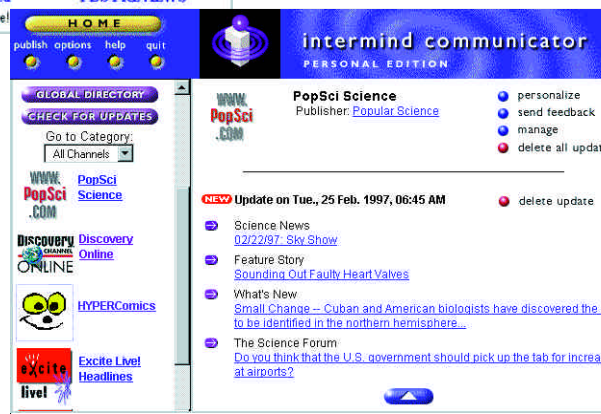 HOME
publish options help quit
intermind communicator
PERSONAL EDITION
GLOBAL DIRECTORY
CHECK FOR UPDATES
Go to Category:
All Channels
WWW.
PopSci
.COM
PopSci
Science
DISCOVERY
CHANNEL
ONLINE
Discovery
Online
HYPERComics
excite
live!
Excite Live!
Headlines
WWW.
PopSci
.COM
PopSci Science
Publisher: Popular Science
personalize
send feedback
manage
delete all updat
NEW Update on Tue., 25 Feb. 1997, 06:45 AM
delete update
Science News
02/22/97: Sky Show
Feature Story
Sounding Out Faulty Heart Valves
What's New
Small Change -- Cuban and American biologists have discovered the
to be identified in the northern hemisphere...
The Science Forum
Do you think that the U.S. government should pick up the tab for increa
at airports?